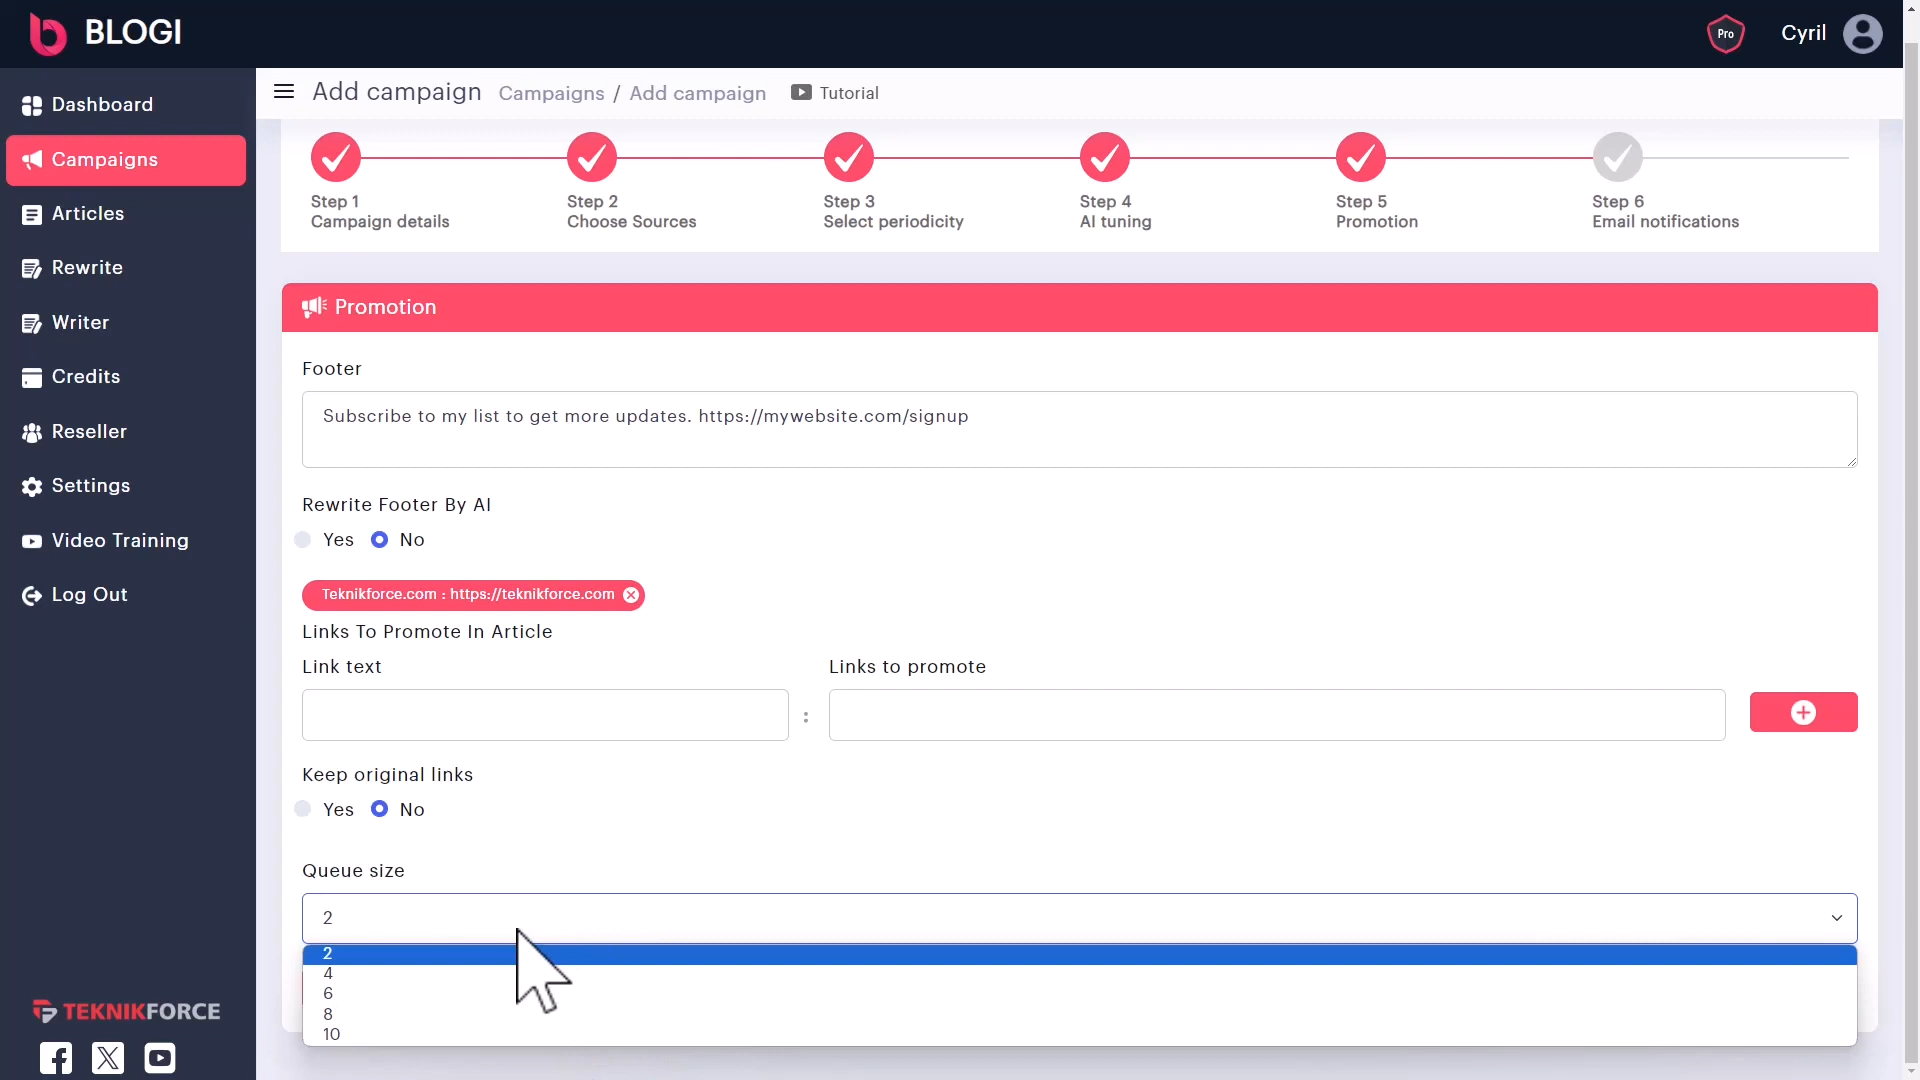 BLOGI
Pro
Cyril
Dashboard
Campaigns
Articles
Rewrite
Writer
Credits
Reseller
Settings
Video Training
Log Out
TEKNIKFORCE
Add campaign
Campaigns / Add campaign
Tutorial
Step 1
Campaign details
Step 2
Choose Sources
Step 3
Select periodicity
Step 4
AI tuning
Step 5
Promotion
Step 6
Email notifications
Promotion
Footer
Subscribe to my list to get more updates. https://mywebsite.com/signup
Rewrite Footer By AI
Yes No
Teknikforce.com : https://teknikforce.com
Links To Promote In Article
Link text
Links to promote
:
Keep original links
Yes No
Queue size
2
2
4
6
8
10